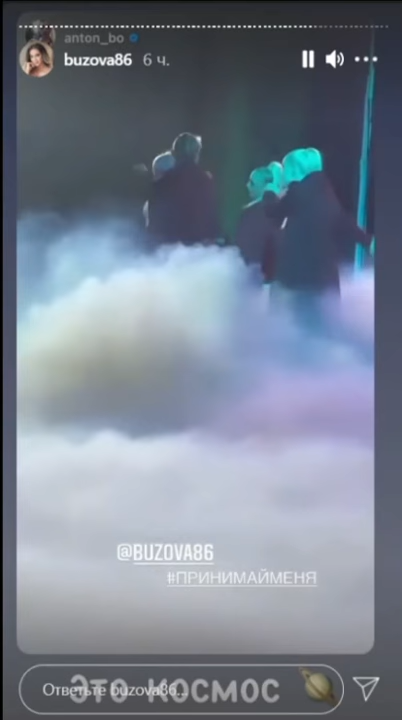 anton_bo
buzova86 6 ч.
@BUZOVA86
#ПРИНИМАЙМЕНЯ
Ответьте buzova86...
ЭТО КОСМОС